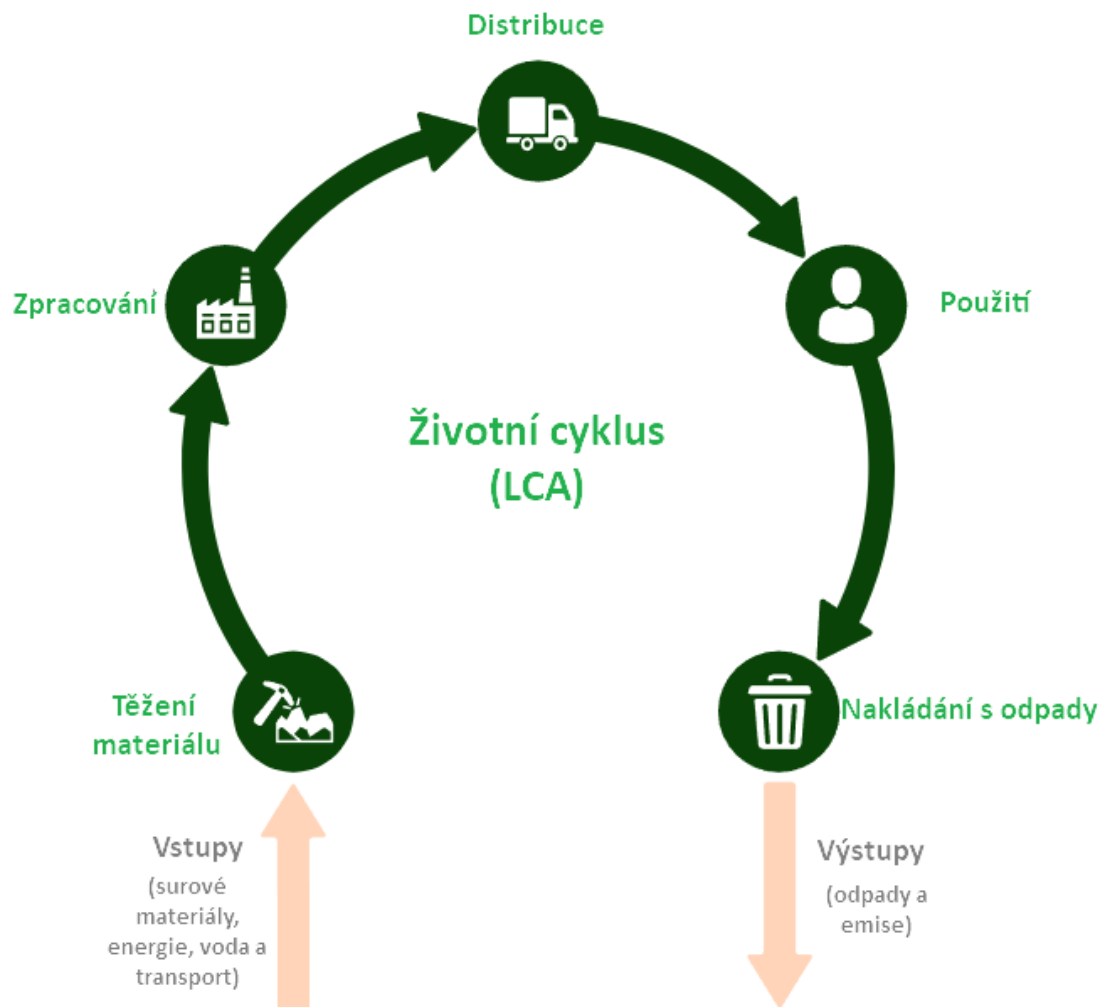 Distribuce
Zpracování
Použití
Životní cyklus
(LCA)
Těžení
materiálu
Nakládání s odpady
Vstupy
(surové
materiály,
energie, voda a
transport)
Výstupy
(odpady a
emise)